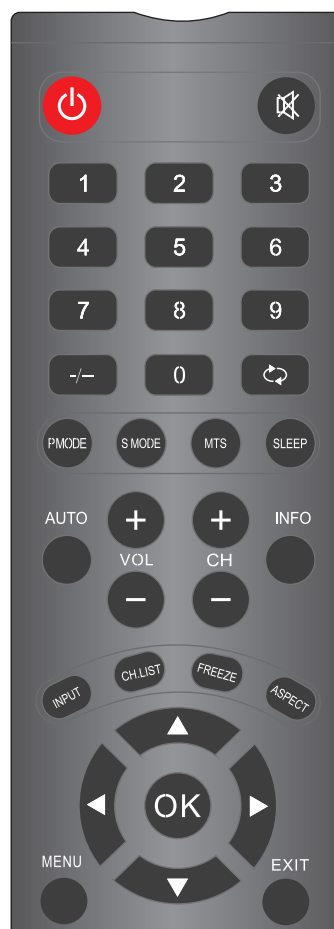 1 2 3
4 5 6
7 8 9
-/-- 0
PMODE S MODE MTS SLEEP
AUTO + + INFO
VOL CH
− −
INPUT CH.LIST FREEZE ASPECT
OK
MENU EXIT